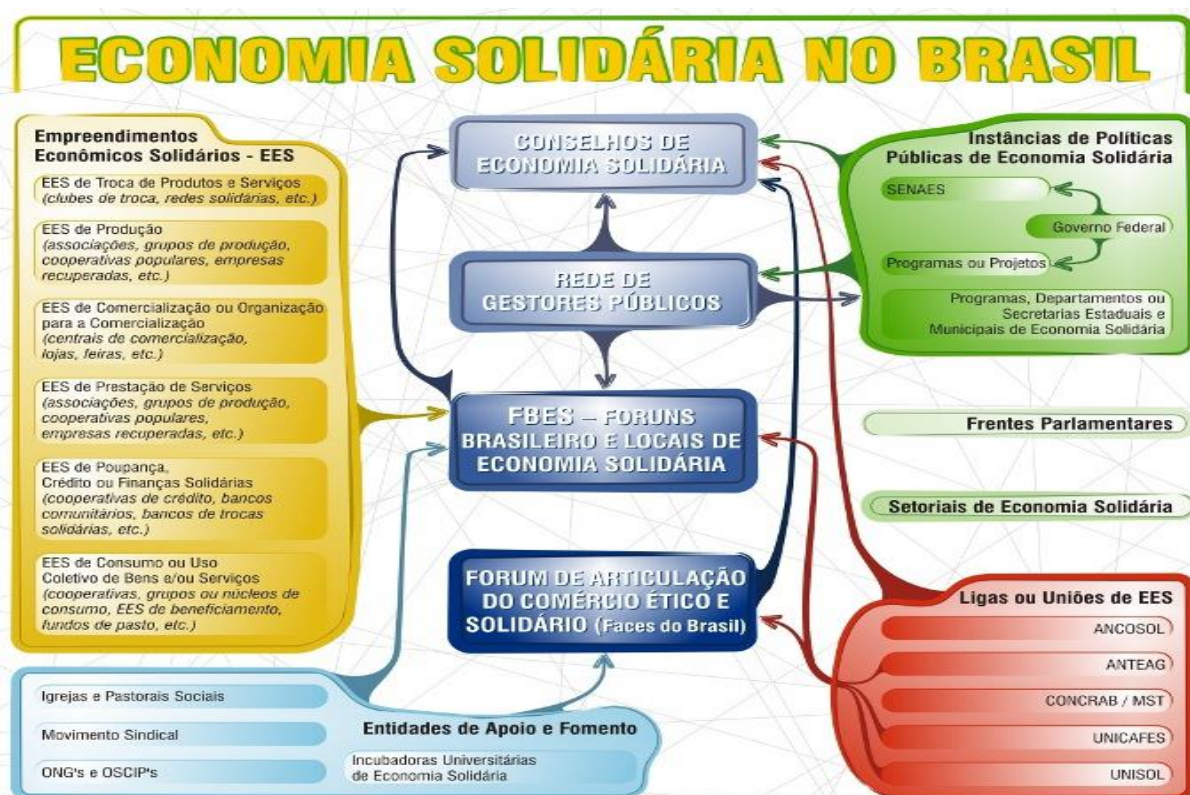 ECONOMIA SOLIDÁRIA NO BRASIL
Empreendimentos
Econômicos Solidários - EES
EES de Troca de Produtos e Serviços
(clubes de troca, redes solidárias, etc.)
EES de Produção
(associações, grupos de produção,
cooperativas populares, empresas
recuperadas, etc.)
EES de Comercialização ou Organização
para a Comercialização
(centrais de comercialização,
lojas, feiras, etc.)
EES de Prestação de Serviços
(associações, grupos de produção,
cooperativas populares,
empresas recuperadas, etc.)
EES de Poupança,
Crédito ou Finanças Solidárias
(cooperativas de crédito, bancos
comunitários, bancos de trocas
solidárias, etc.)
EES de Consumo ou Uso
Coletivo de Bens e/ou Serviços
(cooperativas, grupos ou núcleos de
consumo, EES de beneficiamento,
fundos de pasto, etc.)
CONSELHOS DE
ECONOMIA SOLIDÁRIA
REDE DE
GESTORES PÚBLICOS
FBES – FORUNS
BRASILEIRO E LOCAIS DE
ECONOMIA SOLIDÁRIA
FORUM DE ARTICULAÇÃO
DO COMÉRCIO ÉTICO E
SOLIDÁRIO (Faces do Brasil)
Instâncias de Políticas
Públicas de Economia Solidária
SENAES
Governo Federal
Programas ou Projetos
Programas, Departamentos ou
Secretarias Estaduais e
Municipais de Economia Solidária
Frentes Parlamentares
Setoriais de Economia Solidária
Ligas ou Uniões de EES
ANCOSOL
ANTEAG
CONCRAB / MST
UNICAFES
UNISOL
Igrejas e Pastorais Sociais
Movimento Sindical
ONG's e OSCIP's
Entidades de Apoio e Fomento
Incubadoras Universitárias
de Economia Solidária